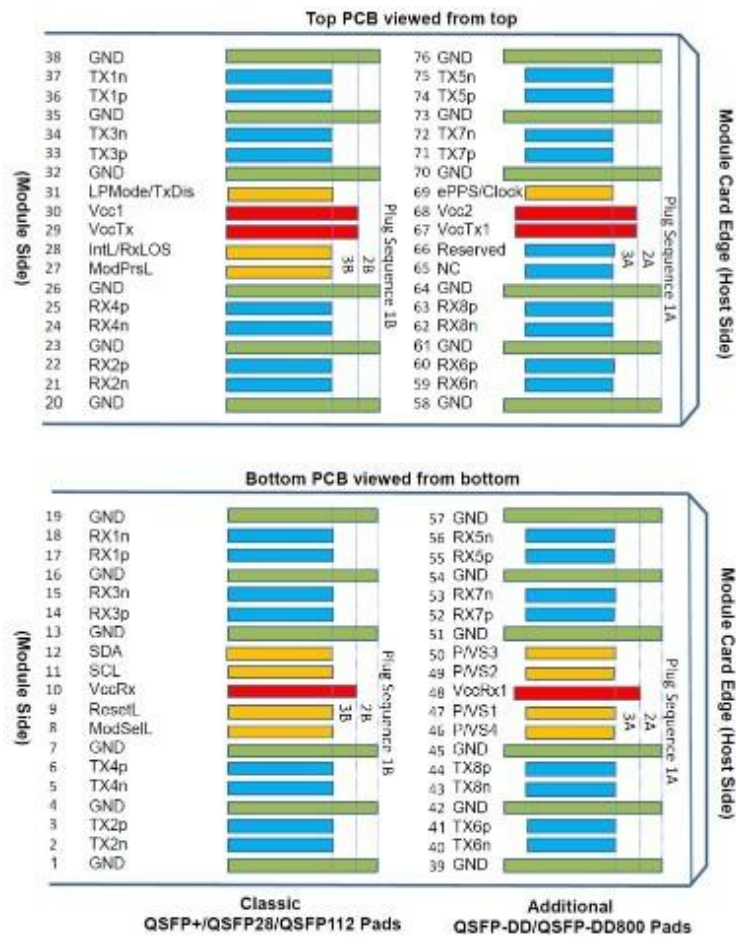 Top PCB viewed from top
38 GND 76 GND
37 TX1n 75 TX5n
36 TX1p 74 TX5p
35 GND 73 GND
34 TX3n 72 TX7n
33 TX3p 71 TX7p
32 GND 70 GND
31 LPMode/TxDis 69 ePPS/Clock
30 Vcc1 68 Vcc2
29 VccTx 67 VccTx1
28 IntL/RxLOS 66 Reserved
27 ModPrsL 65 NC
26 GND 64 GND
25 RX4p 63 RX8p
24 RX4n 62 RX8n
23 GND 61 GND
22 RX2p 60 RX6p
21 RX2n 59 RX6n
20 GND 58 GND
(Module Side)
3B
2B
Plug Sequence 1B
3A
2A
Plug Sequence 1A
Module Card Edge (Host Side)
Bottom PCB viewed from bottom
19 GND 57 GND
18 RX1n 56 RX5n
17 RX1p 55 RX5p
16 GND 54 GND
15 RX3n 53 RX7n
14 RX3p 52 RX7p
13 GND 51 GND
12 SDA 50 P/VS3
11 SCL 49 P/VS2
10 VccRx 48 VccRx1
9 ResetL 47 P/VS1
8 ModSelL 46 P/VS4
7 GND 45 GND
6 TX4p 44 TX8p
5 TX4n 43 TX8n
4 GND 42 GND
3 TX2p 41 TX6p
2 TX2n 40 TX6n
1 GND 39 GND
(Module Side)
3B
2B
Plug Sequence 1B
3A
2A
Plug Sequence 1A
Module Card Edge (Host Side)
Classic
QSFP+/QSFP28/QSFP112 Pads
Additional
QSFP-DD/QSFP-DD800 Pads